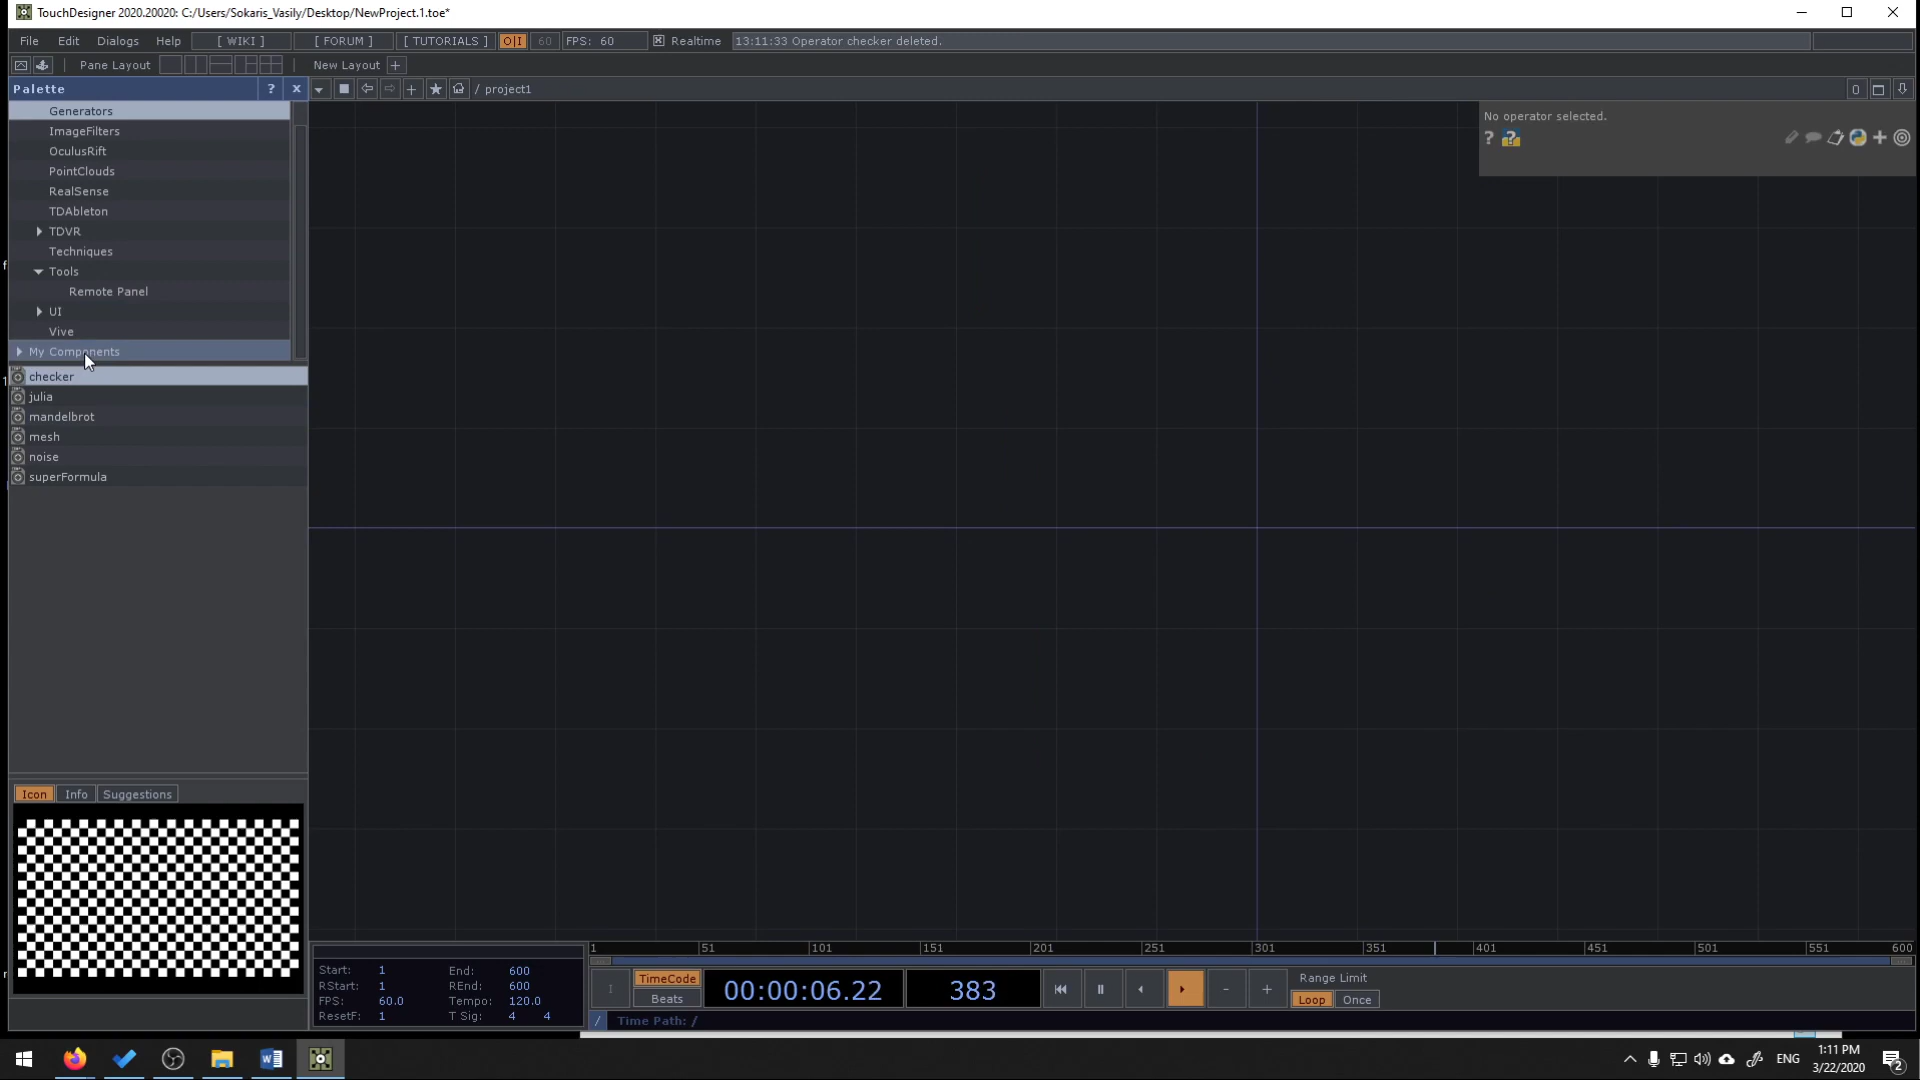 TouchDesigner 2020.20020: C:/Users/Sokaris_Vasily/Desktop/NewProject.1.toe*
File Edit Dialogs Help [ WIKI ] [ FORUM ] [ TUTORIALS ] O|I 60 FPS: 60 Realtime 13:11:33 Operator checker deleted.
Pane Layout New Layout +
Palette ? x / project1 0
Generators
No operator selected.
ImageFilters
OculusRift
PointClouds
RealSense
TDAbleton
TDVR
Techniques
Tools
Remote Panel
UI
Vive
My Components
checker
julia
mandelbrot
mesh
noise
superFormula
Icon Info Suggestions
1 51 101 151 201 251 301 351 401 451 501 551 600
Start: 1 End: 600
RStart: 1 REnd: 600
FPS: 60.0 Tempo: 120.0
ResetF: 1 T Sig: 4 4
1 TimeCode 00:00:06.22 383 - + Range Limit
Beats Loop Once
/ Time Path: /
ENG 1:11 PM
3/22/2020 2